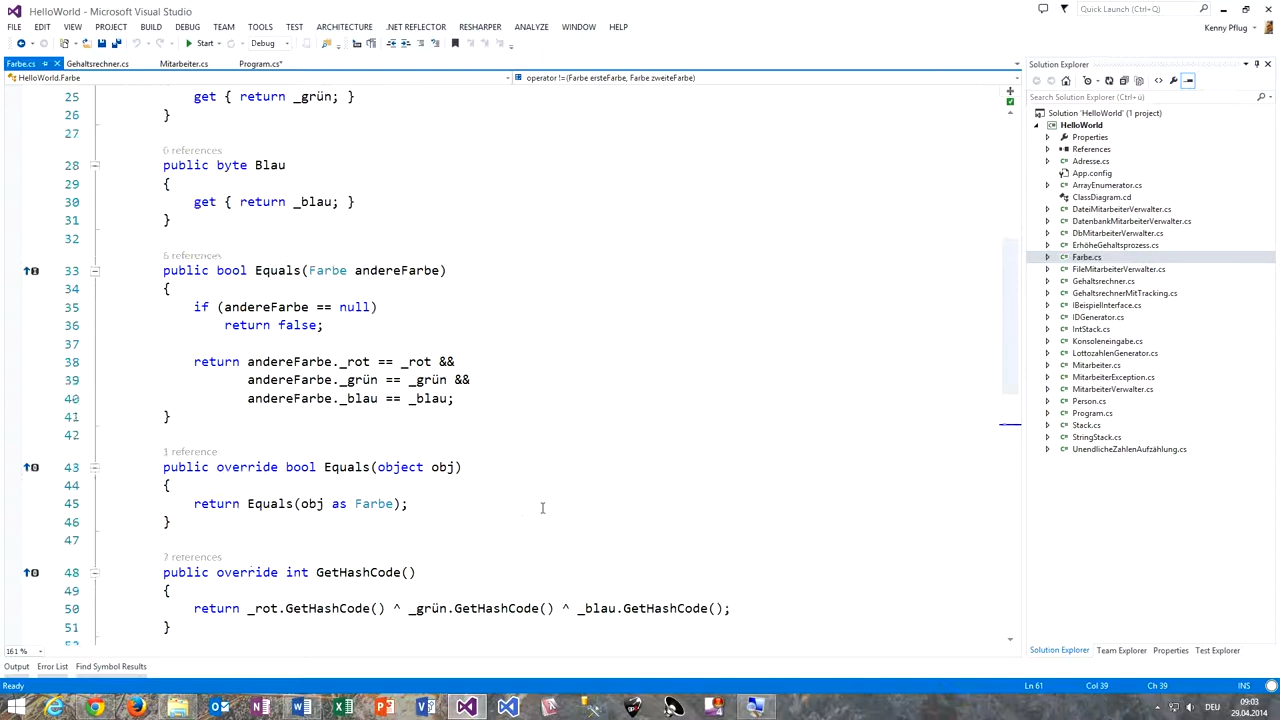 HelloWorld - Microsoft Visual Studio
Quick Launch (Ctrl+Q)
FILE EDIT VIEW PROJECT BUILD DEBUG TEAM TOOLS TEST ARCHITECTURE .NET REFLECTOR RESHARPER ANALYZE WINDOW HELP
Kenny Pflug
Start Debug
Farbe.cs Gehaltsrechner.cs Mitarbeiter.cs Program.cs*
HelloWorld.Farbe operator !=(Farbe ersteFarbe, Farbe zweiteFarbe)
25 get { return _grün; }
26 }
27
6 references
28 public byte Blau
29 {
30 get { return _blau; }
31 }
32
6 references
33 public bool Equals(Farbe andereFarbe)
34 {
35 if (andereFarbe == null)
36 return false;
37
38 return andereFarbe._rot == _rot &&
39 andereFarbe._grün == _grün &&
40 andereFarbe._blau == _blau;
41 }
42
1 reference
43 public override bool Equals(object obj)
44 {
45 return Equals(obj as Farbe);
46 }
47
7 references
48 public override int GetHashCode()
49 {
50 return _rot.GetHashCode() ^ _grün.GetHashCode() ^ _blau.GetHashCode();
51 }
161 %
Solution Explorer
Search Solution Explorer (Ctrl+ü)
Solution 'HelloWorld' (1 project)
HelloWorld
Properties
References
Adresse.cs
App.config
ArrayEnumerator.cs
ClassDiagram.cd
DateiMitarbeiterVerwalter.cs
DatenbankMitarbeiterVerwalter.cs
DbMitarbeiterVerwalter.cs
ErhöheGehaltsprozess.cs
Farbe.cs
FileMitarbeiterVerwalter.cs
Gehaltsrechner.cs
GehaltsrechnerMitTracking.cs
IBeispielInterface.cs
IDGenerator.cs
IntStack.cs
Konsoleneingabe.cs
LottozahlenGenerator.cs
Mitarbeiter.cs
MitarbeiterException.cs
MitarbeiterVerwalter.cs
Person.cs
Program.cs
Stack.cs
StringStack.cs
UnendlicheZahlenAufzählung.cs
Solution Explorer Team Explorer Properties Test Explorer
Output Error List Find Symbol Results
Ready Ln 61 Col 39 Ch 39 INS
DEU
09:03
29.04.2014